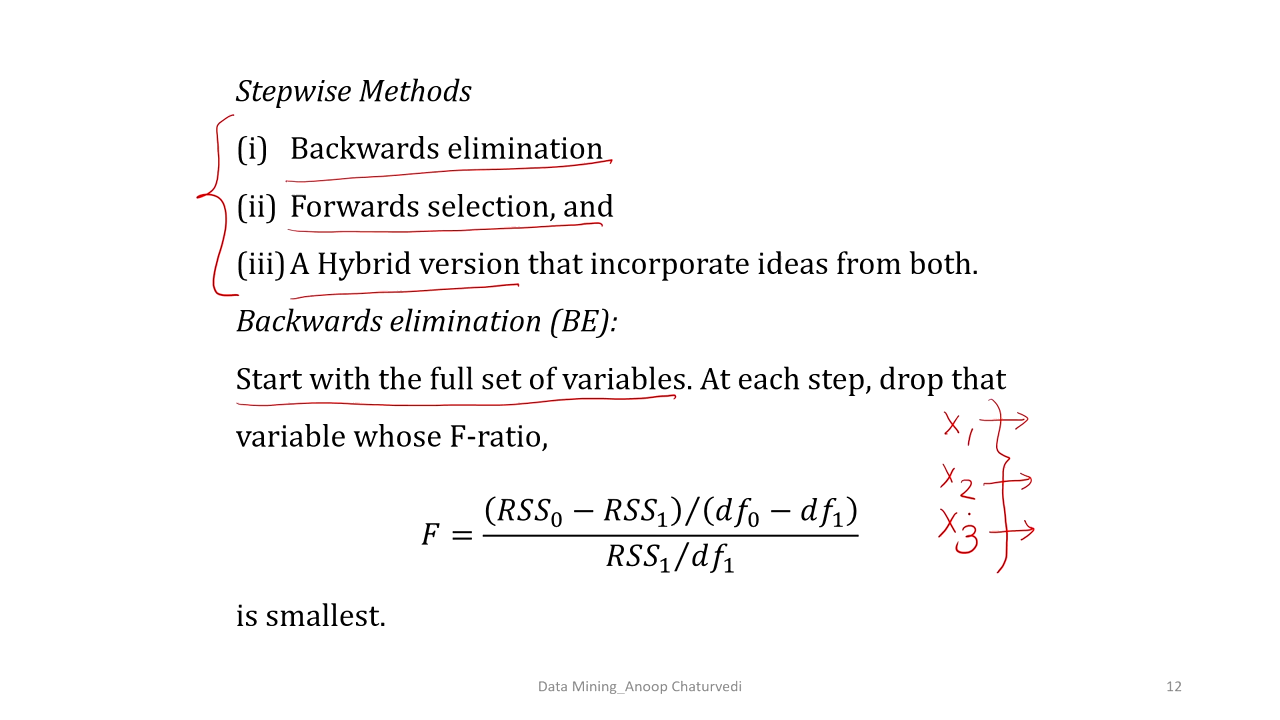 Stepwise Methods
(i) Backwards elimination
(ii) Forwards selection, and
(iii) A Hybrid version that incorporate ideas from both.
Backwards elimination (BE):
Start with the full set of variables. At each step, drop that
variable whose F-ratio,
x₁
x₂
x₃
F = (RSS₀ − RSS₁)/(df₀ − df₁) / RSS₁/df₁
is smallest.
Data Mining_Anoop Chaturvedi
12